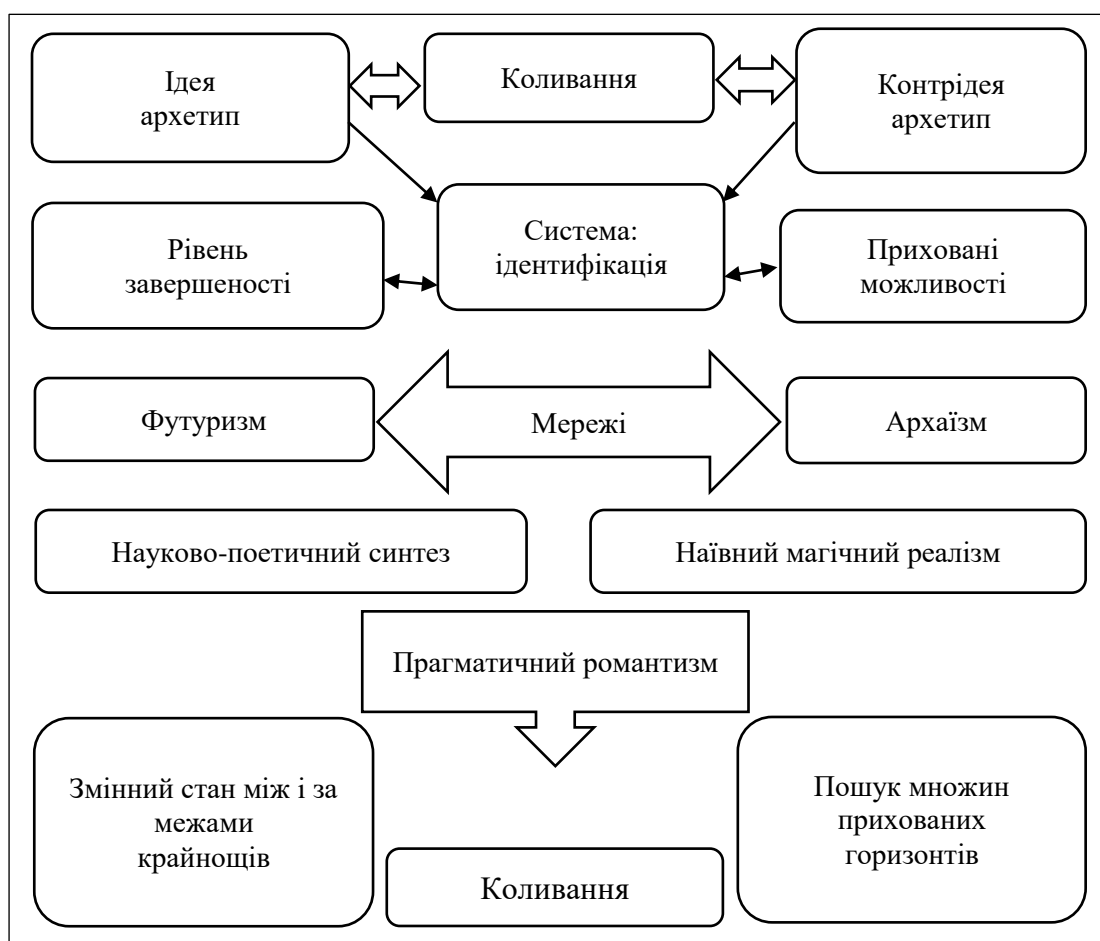 Ідея
архетип
Коливання
Контрідея
архетип
Рівень
завершеності
Система:
ідентифікація
Приховані
можливості
Футуризм
Мережі
Архаїзм
Науково-поетичний синтез
Наївний магічний реалізм
Прагматичний романтизм
Змінний стан між і за
межами
крайнощів
Коливання
Пошук множин
прихованих
горизонтів